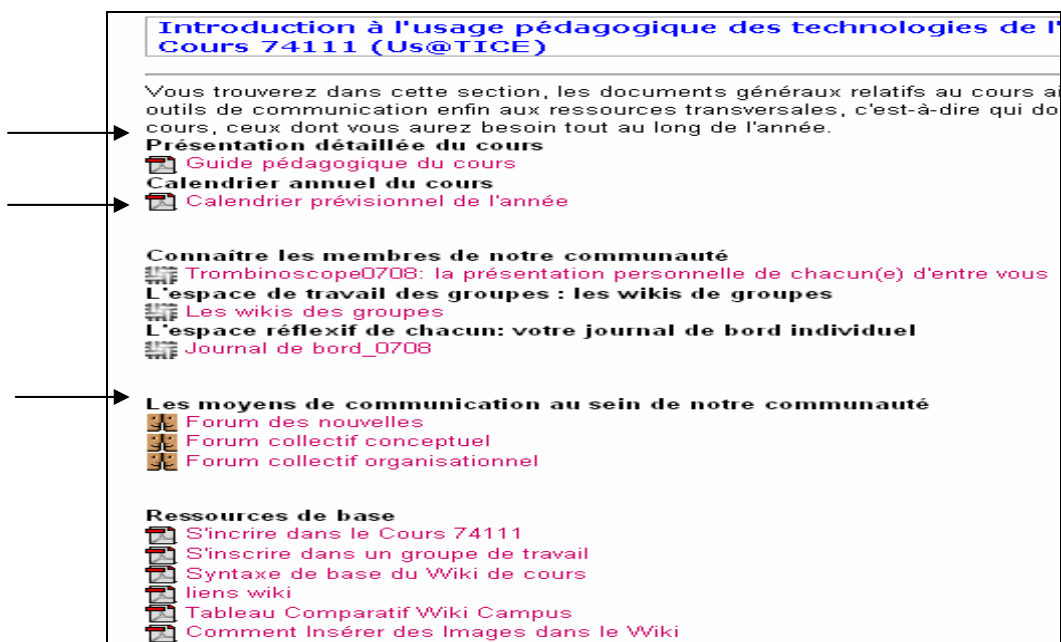 Introduction à l'usage pédagogique des technologies de l'
Cours 74111 (Us@TICE)
Vous trouverez dans cette section, les documents généraux relatifs au cours ai
outils de communication enfin aux ressources transversales, c'est-à-dire qui do
cours, ceux dont vous aurez besoin tout au long de l'année.
Présentation détaillée du cours
Guide pédagogique du cours
Calendrier annuel du cours
Calendrier prévisionnel de l'année
Connaître les membres de notre communauté
Trombinoscope0708: la présentation personnelle de chacun(e) d'entre vous
L'espace de travail des groupes : les wikis de groupes
Les wikis des groupes
L'espace réflexif de chacun: votre journal de bord individuel
Journal de bord_0708
Les moyens de communication au sein de notre communauté
Forum des nouvelles
Forum collectif conceptuel
Forum collectif organisationnel
Ressources de base
S'incrire dans le Cours 74111
S'inscrire dans un groupe de travail
Syntaxe de base du Wiki de cours
liens wiki
Tableau Comparatif Wiki Campus
Comment Insérer des Images dans le Wiki